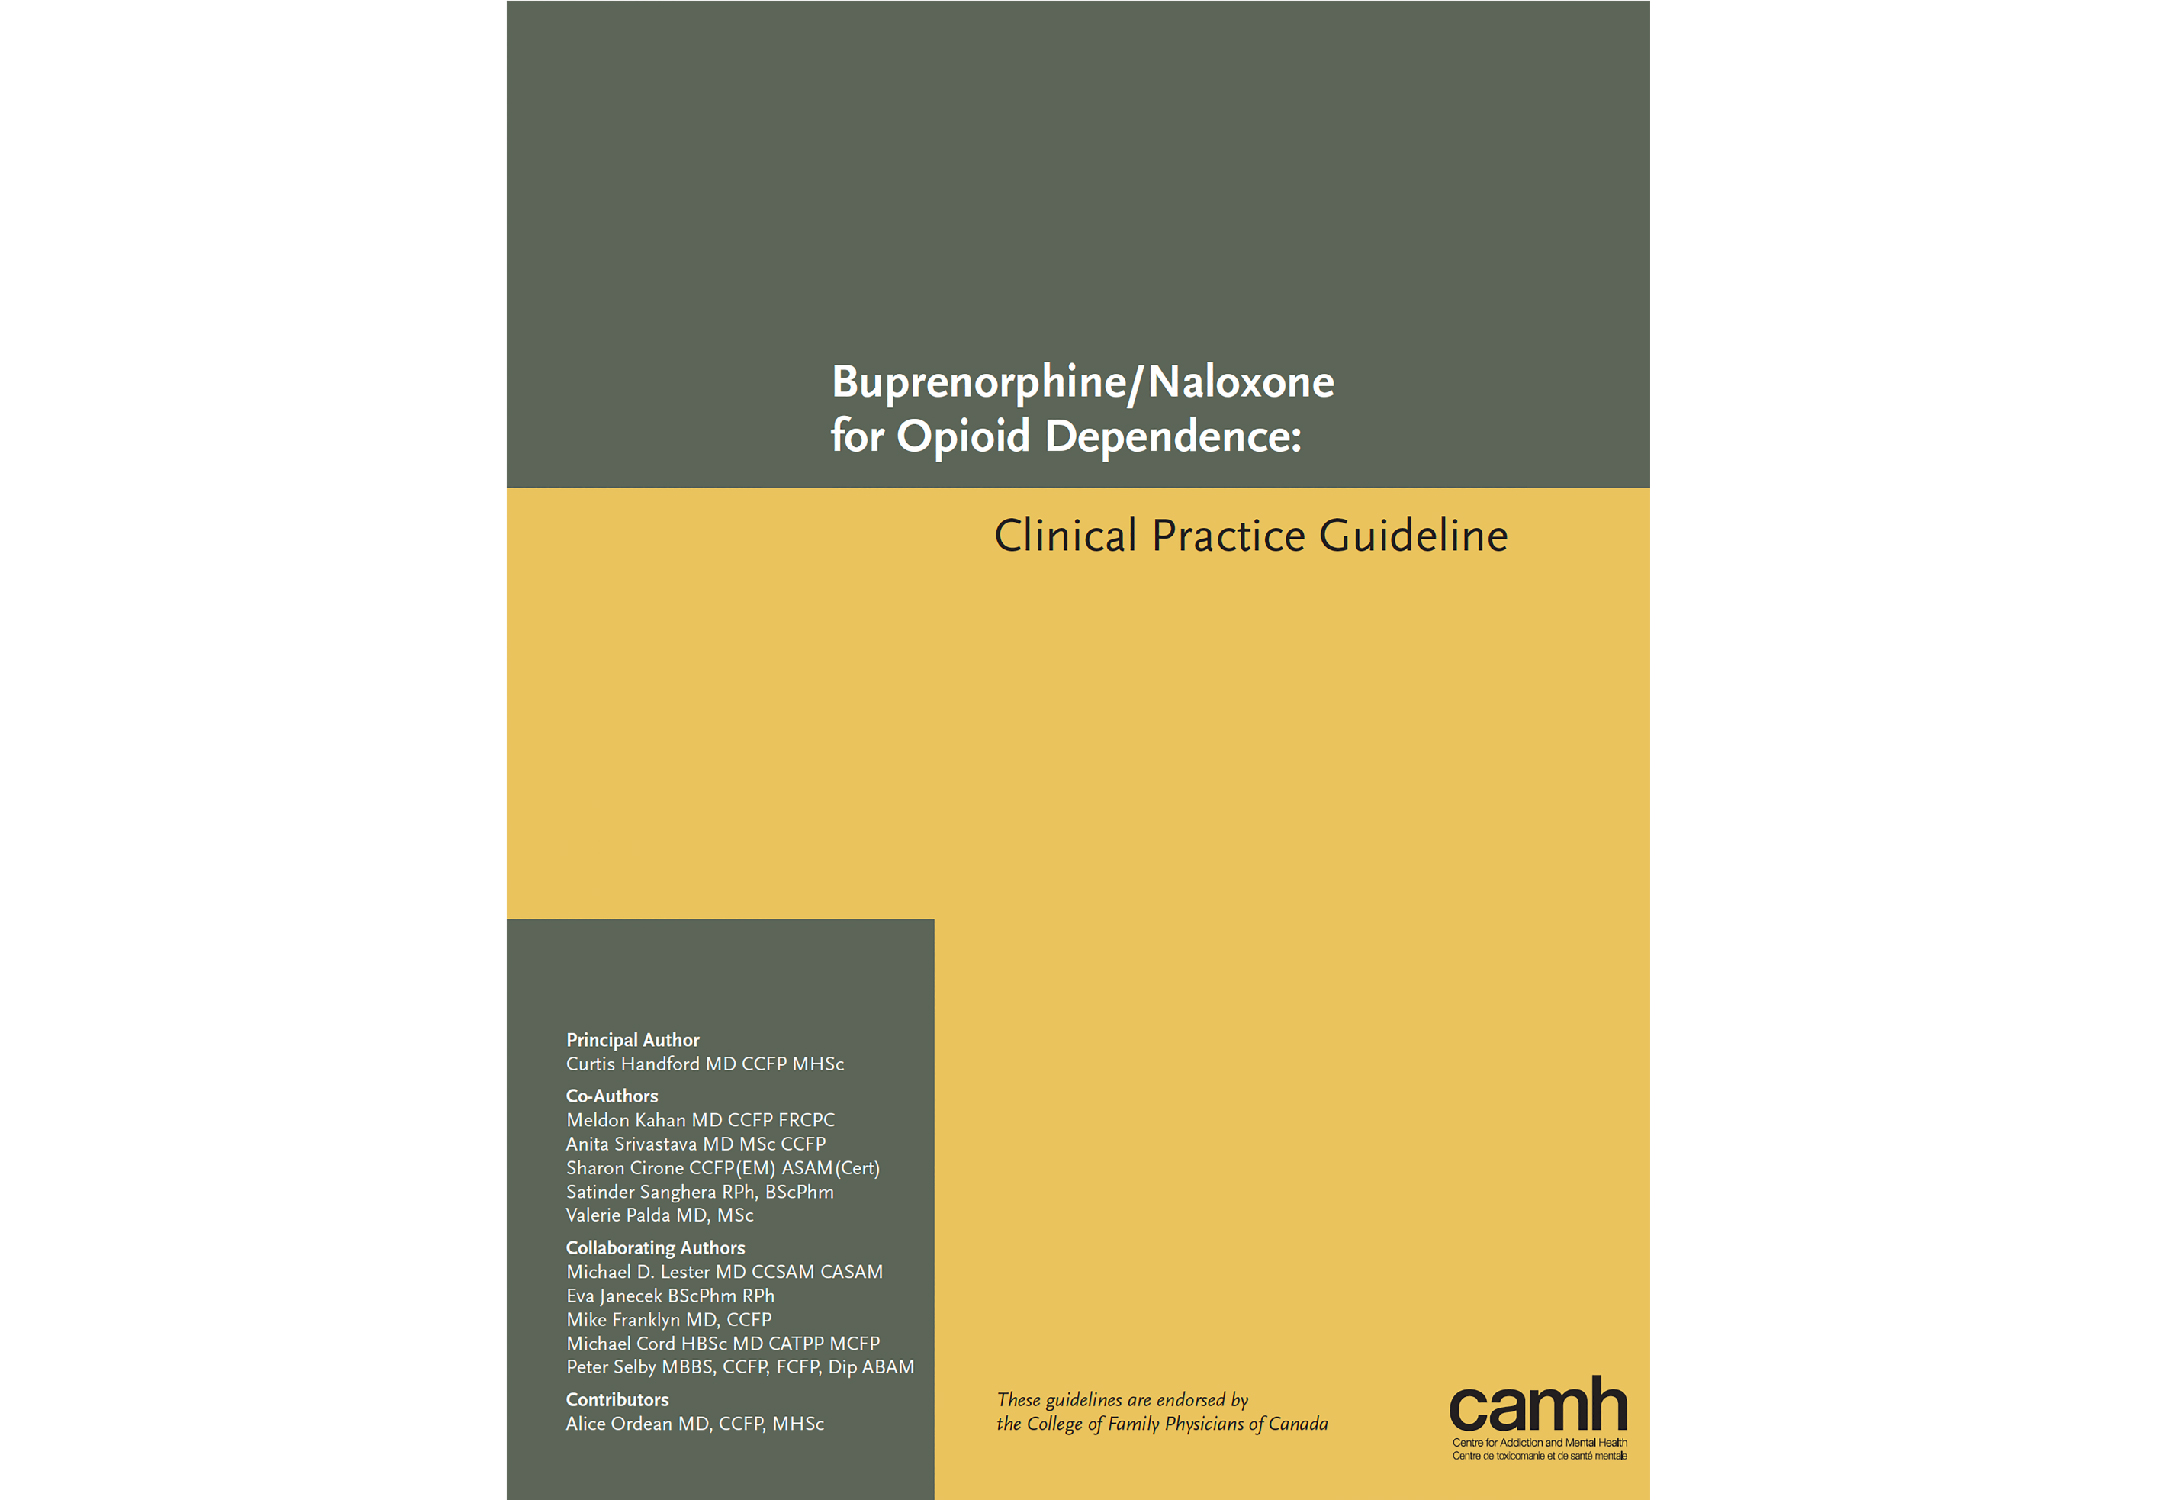 Buprenorphine/Naloxone
for Opioid Dependence:
Clinical Practice Guideline
Principal Author
Curtis Handford MD CCFP MHSc
Co-Authors
Meldon Kahan MD CCFP FRCPC
Anita Srivastava MD MSc CCFP
Sharon Cirone CCFP(EM) ASAM(Cert)
Satinder Sanghera RPh, BScPhm
Valerie Palda MD, MSc
Collaborating Authors
Michael D. Lester MD CCSAM CASAM
Eva Janecek BScPhm RPh
Mike Franklyn MD, CCFP
Michael Cord HBSc MD CATPP MCFP
Peter Selby MBBS, CCFP, FCFP, Dip ABAM
Contributors
Alice Ordean MD, CCFP, MHSc
These guidelines are endorsed by
the College of Family Physicians of Canada
camh
Centre for Addiction and Mental Health
Centre de toxicomanie et de santé mentale